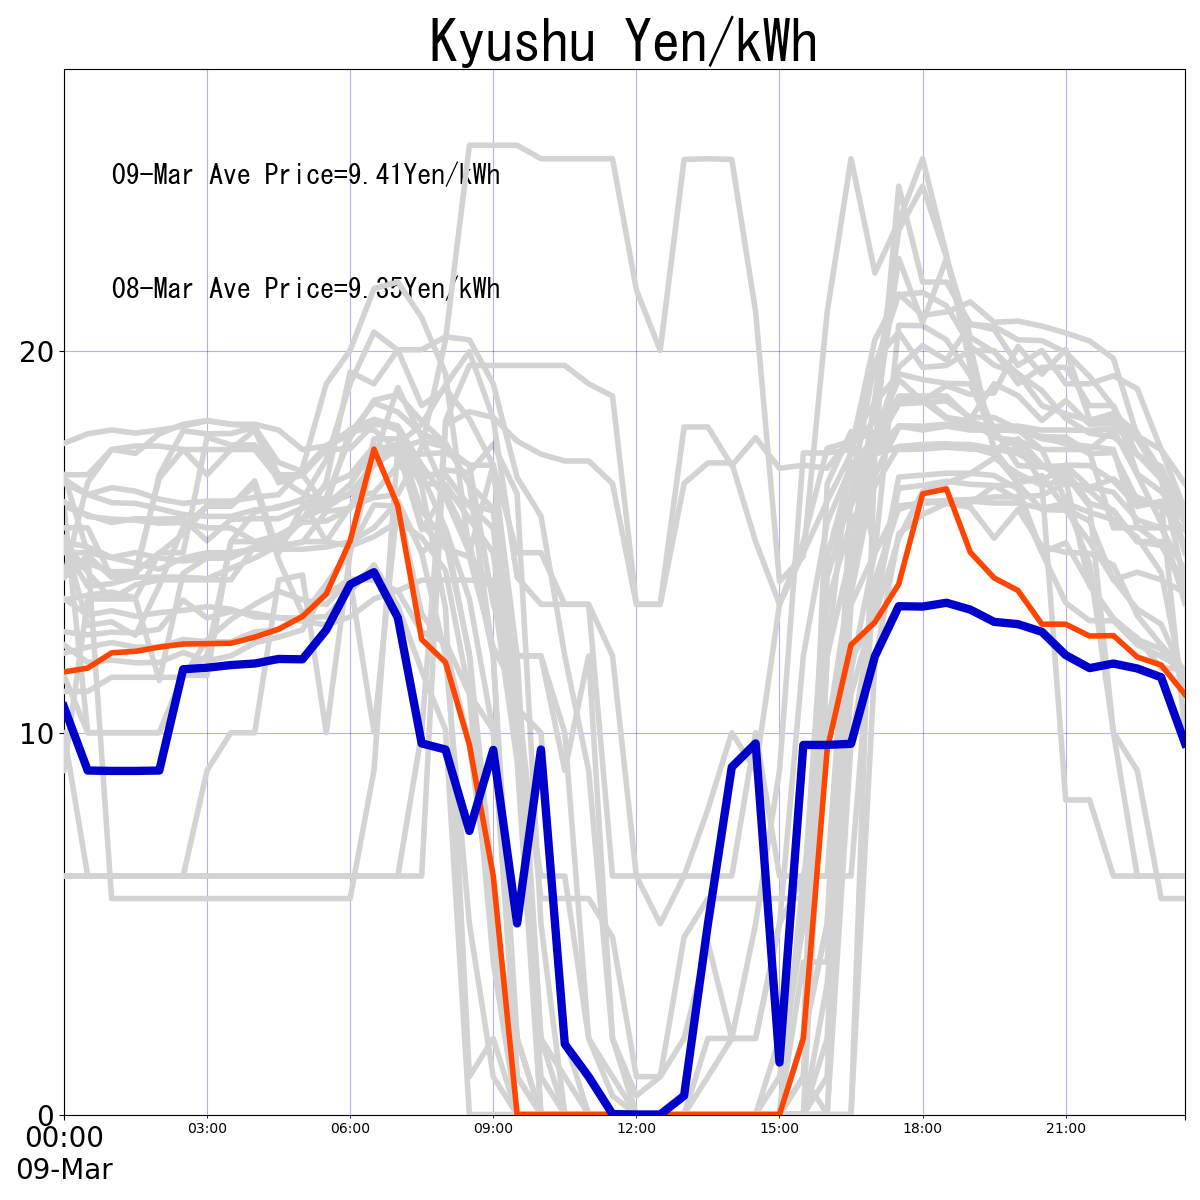 Kyushu Yen/kWh
09-Mar Ave Price=9.41Yen/kWh
08-Mar Ave Price=9.35Yen/kWh
20
10
0
00:00 03:00 06:00 09:00 12:00 15:00 18:00 21:00
09-Mar